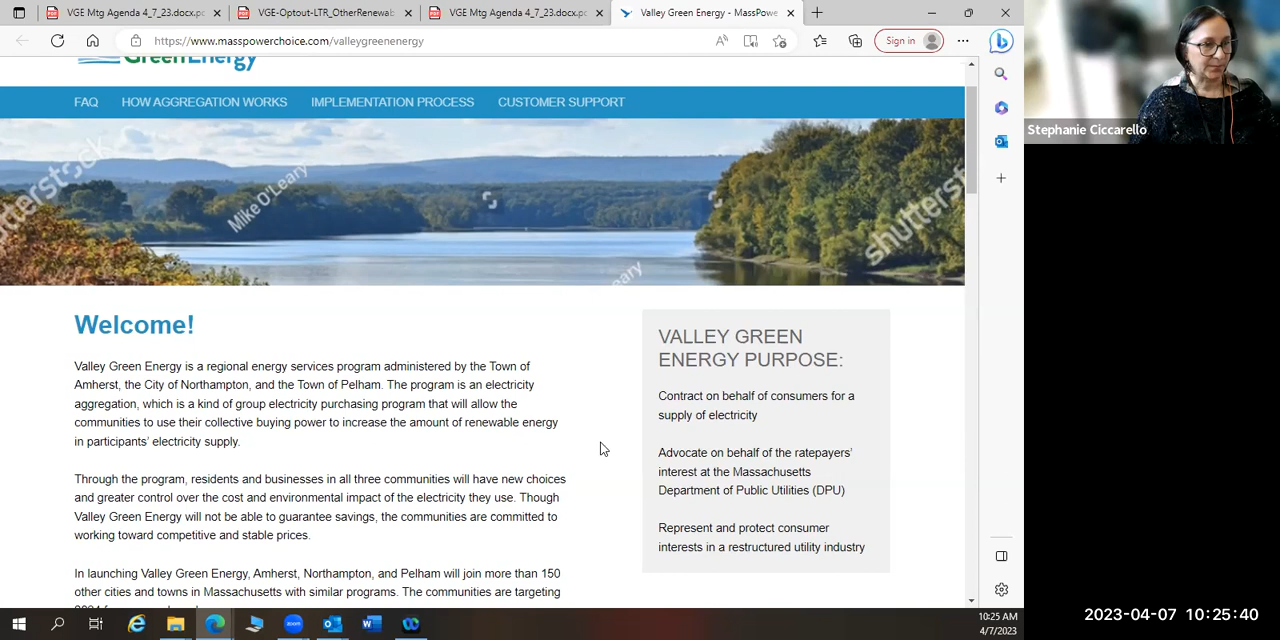 VGE Mtg Agenda 4_7_23.docx.pd
VGE-Optout-LTR_OtherRenewab
VGE Mtg Agenda 4_7_23.docx.pd
Valley Green Energy - MassPowe
https://www.masspowerchoice.com/valleygreenenergy
Sign in
GreenEnergy
FAQ
HOW AGGREGATION WORKS
IMPLEMENTATION PROCESS
CUSTOMER SUPPORT
shutterstock
Mike O'Leary
shutters
Leary
Welcome!
Valley Green Energy is a regional energy services program administered by the Town of
Amherst, the City of Northampton, and the Town of Pelham. The program is an electricity
aggregation, which is a kind of group electricity purchasing program that will allow the
communities to use their collective buying power to increase the amount of renewable energy
in participants' electricity supply.
Through the program, residents and businesses in all three communities will have new choices
and greater control over the cost and environmental impact of the electricity they use. Though
Valley Green Energy will not be able to guarantee savings, the communities are committed to
working toward competitive and stable prices.
In launching Valley Green Energy, Amherst, Northampton, and Pelham will join more than 150
other cities and towns in Massachusetts with similar programs. The communities are targeting
VALLEY GREEN
ENERGY PURPOSE:
Contract on behalf of consumers for a
supply of electricity
Advocate on behalf of the ratepayers'
interest at the Massachusetts
Department of Public Utilities (DPU)
Represent and protect consumer
interests in a restructured utility industry
Stephanie Ciccarello
zoom
10:25 AM
4/7/2023
2023-04-07 10:25:40